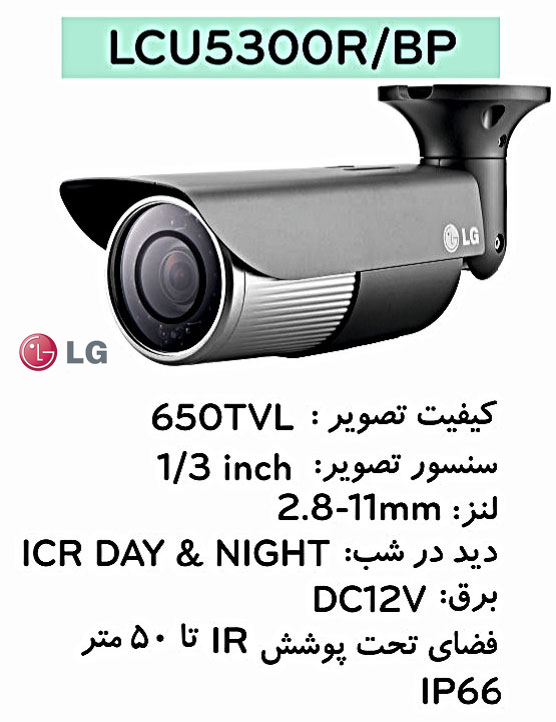 LCU5300R/BP
LG
LG
کیفیت تصویر : 650TVL
سنسور تصویر: 1/3 inch
لنز: 2.8-11mm
دید در شب: ICR DAY & NIGHT
برق: DC12V
فضای تحت پوشش IR تا ۵۰ متر
IP66